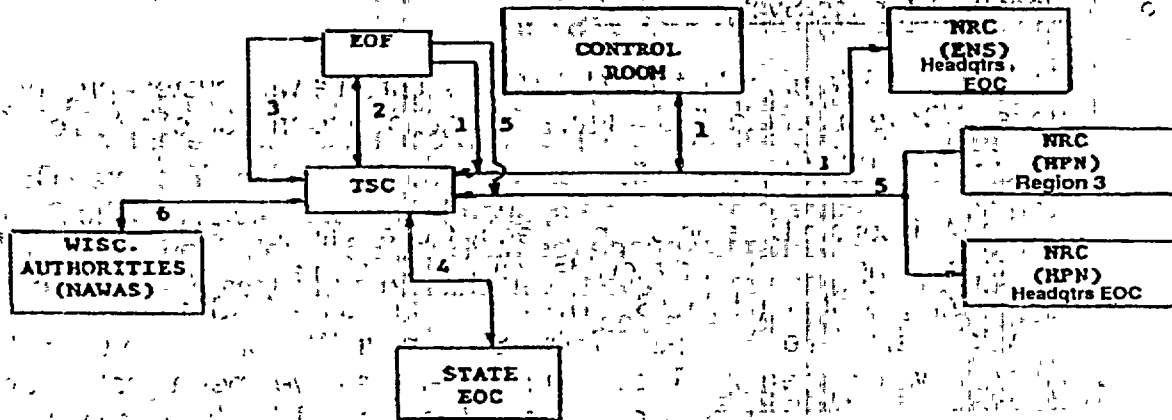 EOF
CONTROL
ROOM
NRC
(ENS)
Headqtrs
EOC
3
2
1
5
1
1
NRC
(HPN)
Region 3
TSC
5
6
WISC.
AUTHORITIES
(NAWAS)
4
NRC
(HPN)
Headqtrs EOC
STATE
EOC